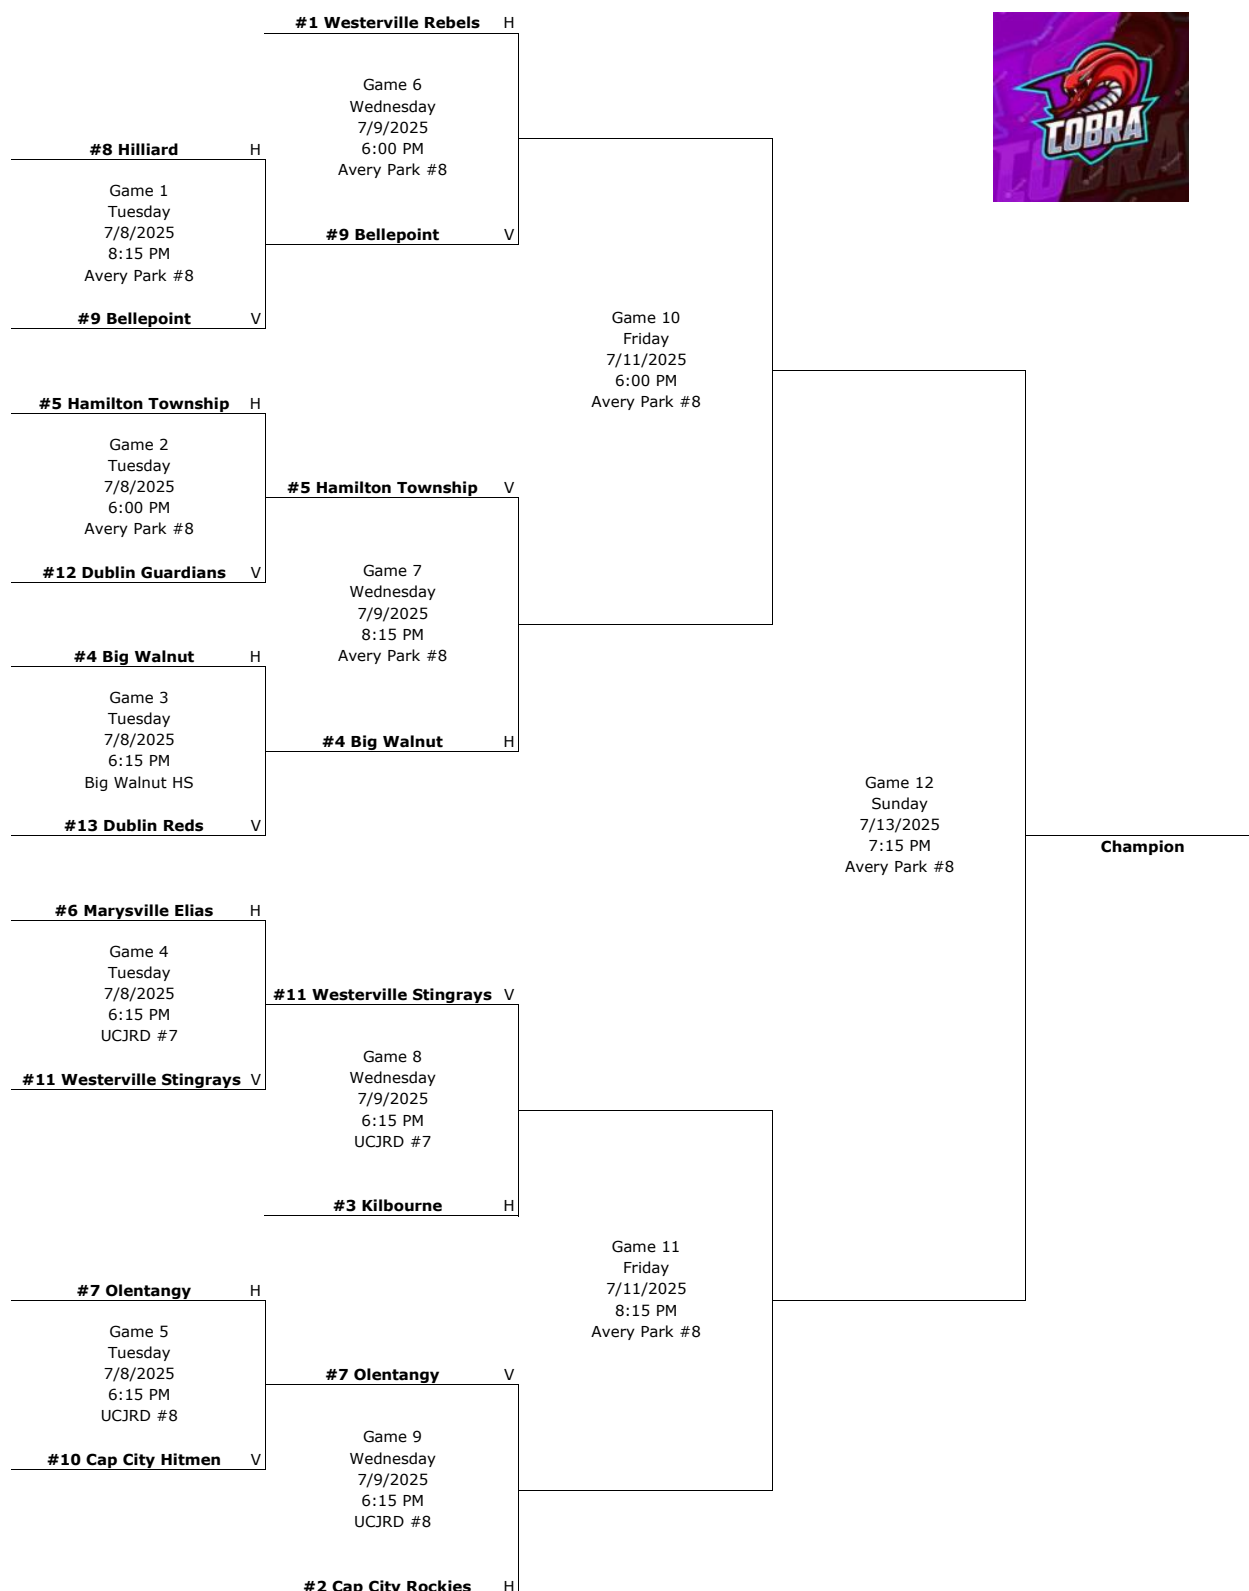 #1 Westerville Rebels H
Game 6
Wednesday
7/9/2025
6:00 PM
Avery Park #8
#9 Bellepoint V
#8 Hilliard H
Game 1
Tuesday
7/8/2025
8:15 PM
Avery Park #8
#9 Bellepoint V
#5 Hamilton Township H
Game 2
Tuesday
7/8/2025
6:00 PM
Avery Park #8
#12 Dublin Guardians V
#5 Hamilton Township V
Game 7
Wednesday
7/9/2025
8:15 PM
Avery Park #8
#4 Big Walnut H
#4 Big Walnut H
Game 3
Tuesday
7/8/2025
6:15 PM
Big Walnut HS
#13 Dublin Reds V
#6 Marysville Elias H
Game 4
Tuesday
7/8/2025
6:15 PM
UCJRD #7
#11 Westerville Stingrays V
#11 Westerville Stingrays V
Game 8
Wednesday
7/9/2025
6:15 PM
UCJRD #7
#3 Kilbourne H
#7 Olentangy H
Game 5
Tuesday
7/8/2025
6:15 PM
UCJRD #8
#10 Cap City Hitmen V
#7 Olentangy V
Game 9
Wednesday
7/9/2025
6:15 PM
UCJRD #8
#2 Cap City Rockies H
Game 10
Friday
7/11/2025
6:00 PM
Avery Park #8
Game 11
Friday
7/11/2025
8:15 PM
Avery Park #8
Game 12
Sunday
7/13/2025
7:15 PM
Avery Park #8
Champion
COBRA